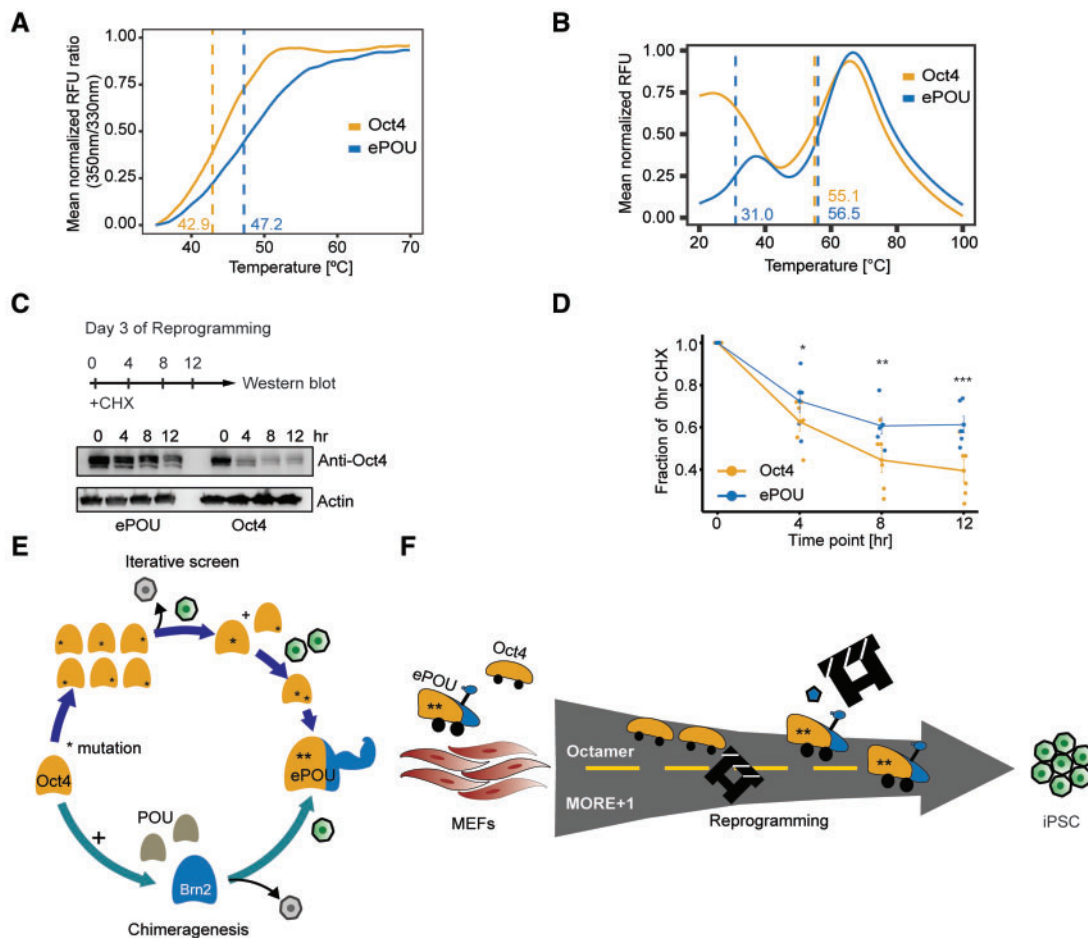 A
Mean normalized RFU ratio
(350nm/330nm)
1.00
0.75
0.50
0.25
0.00
Oct4
ePOU
42.9
47.2
40
50
60
70
Temperature [ºC]
B
Mean normalized RFU
1.00
0.75
0.50
0.25
0.00
Oct4
ePOU
31.0
55.1
56.5
20
40
60
80
100
Temperature [°C]
C
Day 3 of Reprogramming
0 4 8 12
Western blot
+CHX
0 4 8 12 0 4 8 12 hr
Anti-Oct4
Actin
ePOU Oct4
D
Fraction of 0hr CHX
1.0
0.8
0.6
0.4
*
**
***
Oct4
ePOU
0 4 8 12
Time point [hr]
E
Iterative screen
* * *
* * *
+
*
*
* *
* mutation
**
ePOU
Oct4
POU
+
Brn2
Chimeragenesis
F
Oct4
ePOU
**
**
**
Octamer
MORE+1
MEFs
Reprogramming
iPSC